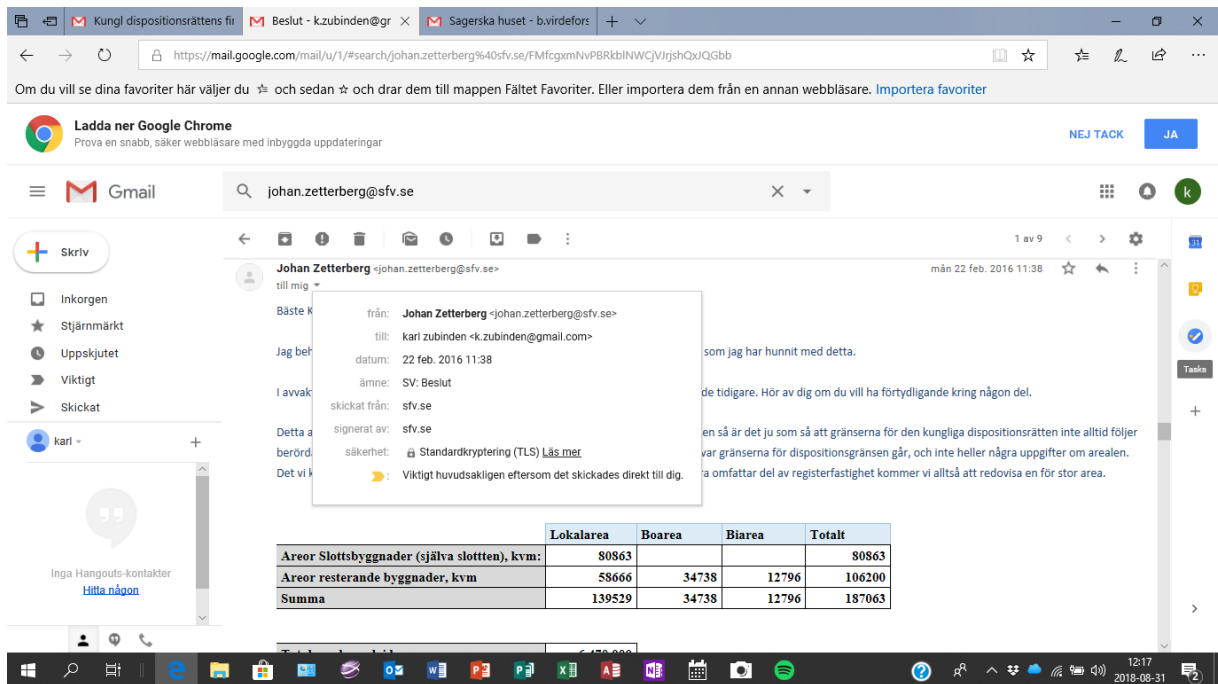 Kungl dispositionsrättens fin
Beslut - k.zubinden@gr
Sagerska huset - b.virdefors
https://mail.google.com/mail/u/1/#search/johan.zetterberg%40sfv.se/FMfcgxmNvPBRkblNWCjVJrjshQxJQGbb
Om du vill se dina favoriter här väljer du och sedan ☆ och drar dem till mappen Fältet Favoriter. Eller importera dem från en annan webbläsare. Importera favoriter
Ladda ner Google Chrome
Prova en snabb, säker webbläsare med inbyggda uppdateringar
NEJ TACK
JA
Gmail
johan.zetterberg@sfv.se
k
Skriv
1 av 9
31
Johan Zetterberg <johan.zetterberg@sfv.se>
mån 22 feb. 2016 11:38
till mig
Inkorgen
Stjärnmärkt
Uppskjutet
Viktigt
Skickat
karl
Inga Hangouts-kontakter
Hitta någon
Bäste K
från: Johan Zetterberg <johan.zetterberg@sfv.se>
till: karl zubinden <k.zubinden@gmail.com>
datum: 22 feb. 2016 11:38
ämne: SV: Beslut
skickat från: sfv.se
signerat av: sfv.se
säkerhet: Standardkryptering (TLS) Läs mer
: Viktigt huvudsakligen eftersom det skickades direkt till dig.
Jag beh som jag har hunnit med detta.
I avvak de tidigare. Hör av dig om du vill ha förtydligande kring någon del.
Detta a en så är det ju som så att gränserna för den kungliga dispositionsrätten inte alltid följer
berörd var gränserna för dispositionsgränsen går, och inte heller några uppgifter om arealen.
Det vi k ra omfattar del av registerfastighet kommer vi alltså att redovisa en för stor area.
Tasks
Lokalarea Boarea Biarea Totalt
Areor Slottsbyggnader (själva slottten), kvm: 80863 80863
Areor resterande byggnader, kvm 58666 34738 12796 106200
Summa 139529 34738 12796 187063
12:17
2018-08-31
2